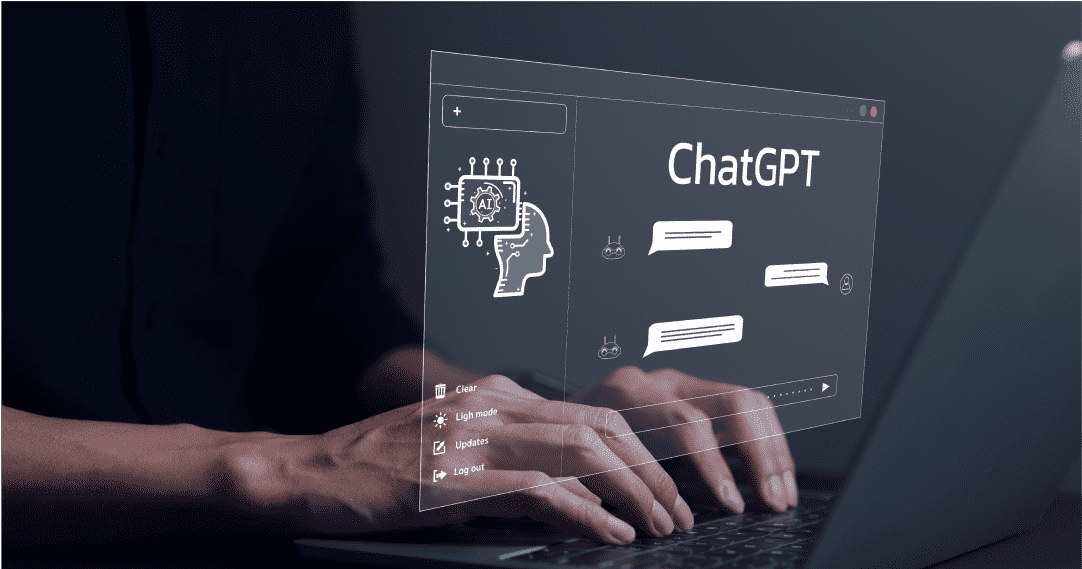 +
ChatGPT
AI
Clear
Ligh mode
Updates
Log out